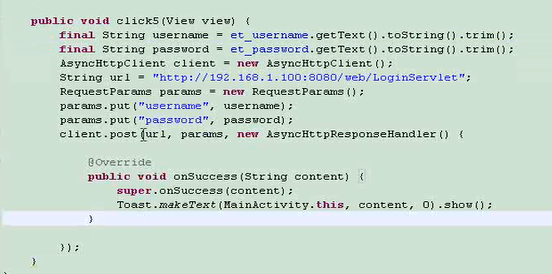 public void click5(View view) {
final String username = et_username.getText().toString().trim();
final String password = et_password.getText().toString().trim();
AsyncHttpClient client = new AsyncHttpClient();
String url = "http://192.168.1.100:8080/web/LoginServlet";
RequestParams params = new RequestParams();
params.put("username", username);
params.put("password", password);
client.post(url, params, new AsyncHttpResponseHandler() {
@Override
public void onSuccess(String content) {
super.onSuccess(content);
Toast.makeText(MainActivity.this, content, 0).show();
}
});
}